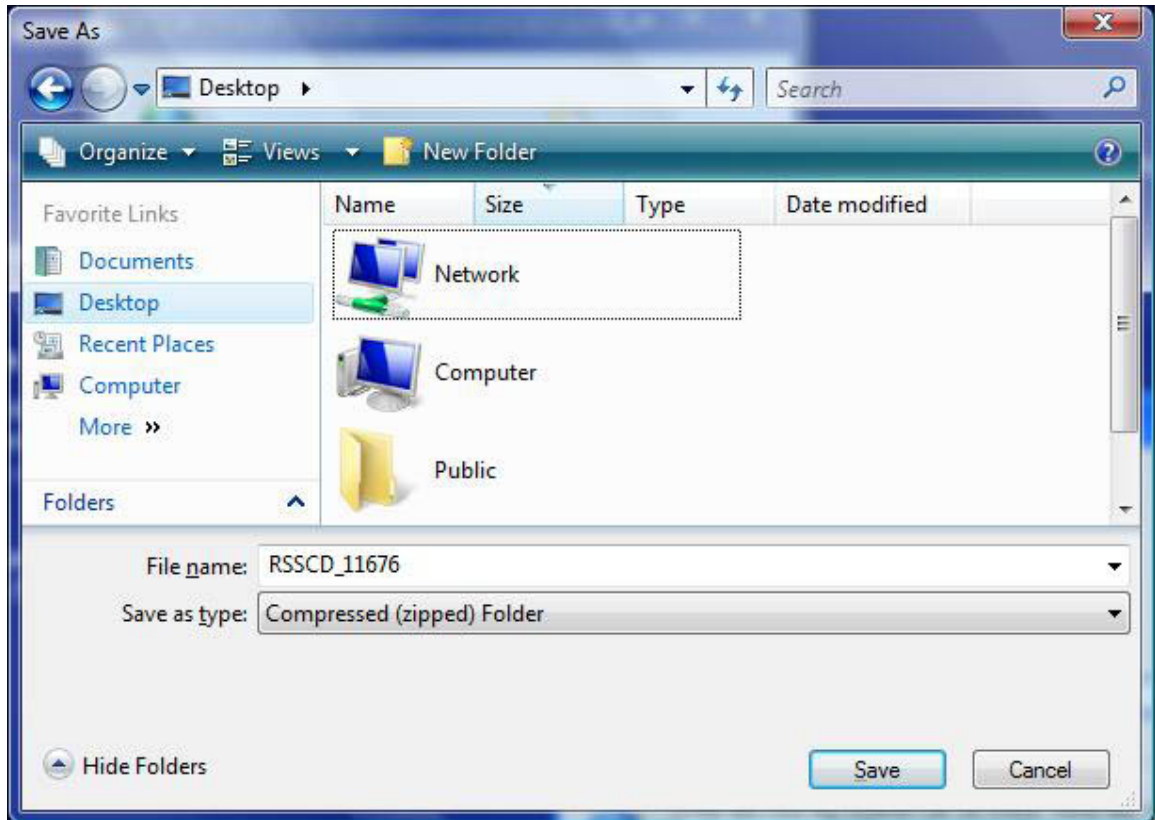 Save As
Desktop
Search
Organize Views New Folder
Favorite Links
Documents
Desktop
Recent Places
Computer
More »
Folders
Name Size Type Date modified
Network
Computer
Public
File name: RSSCD_11676
Save as type: Compressed (zipped) Folder
Hide Folders
Save Cancel